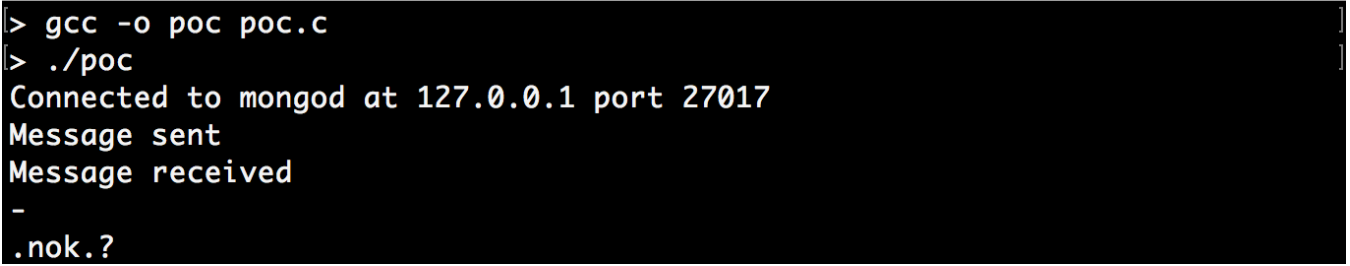 > gcc -o poc poc.c
> ./poc
Connected to mongod at 127.0.0.1 port 27017
Message sent
Message received
-
.nok.?